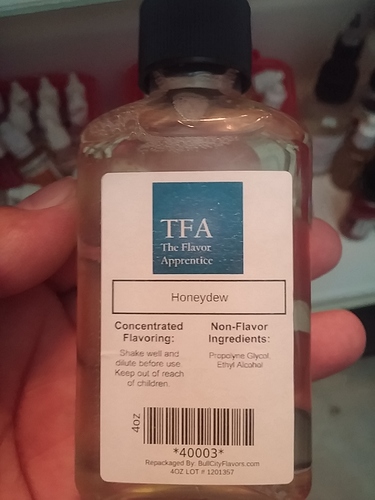 TFA
The Flavor
Apprentice
Honeydew
Concentrated
Flavoring:
Shake well and
dilute before use.
Keep out of reach
of children.
Non-Flavor
Ingredients:
Propolyne Glycol,
Ethyl Alcohol
4oz
*40003*
Repackaged By: BullCityFlavors.com
4OZ LOT # 1201357